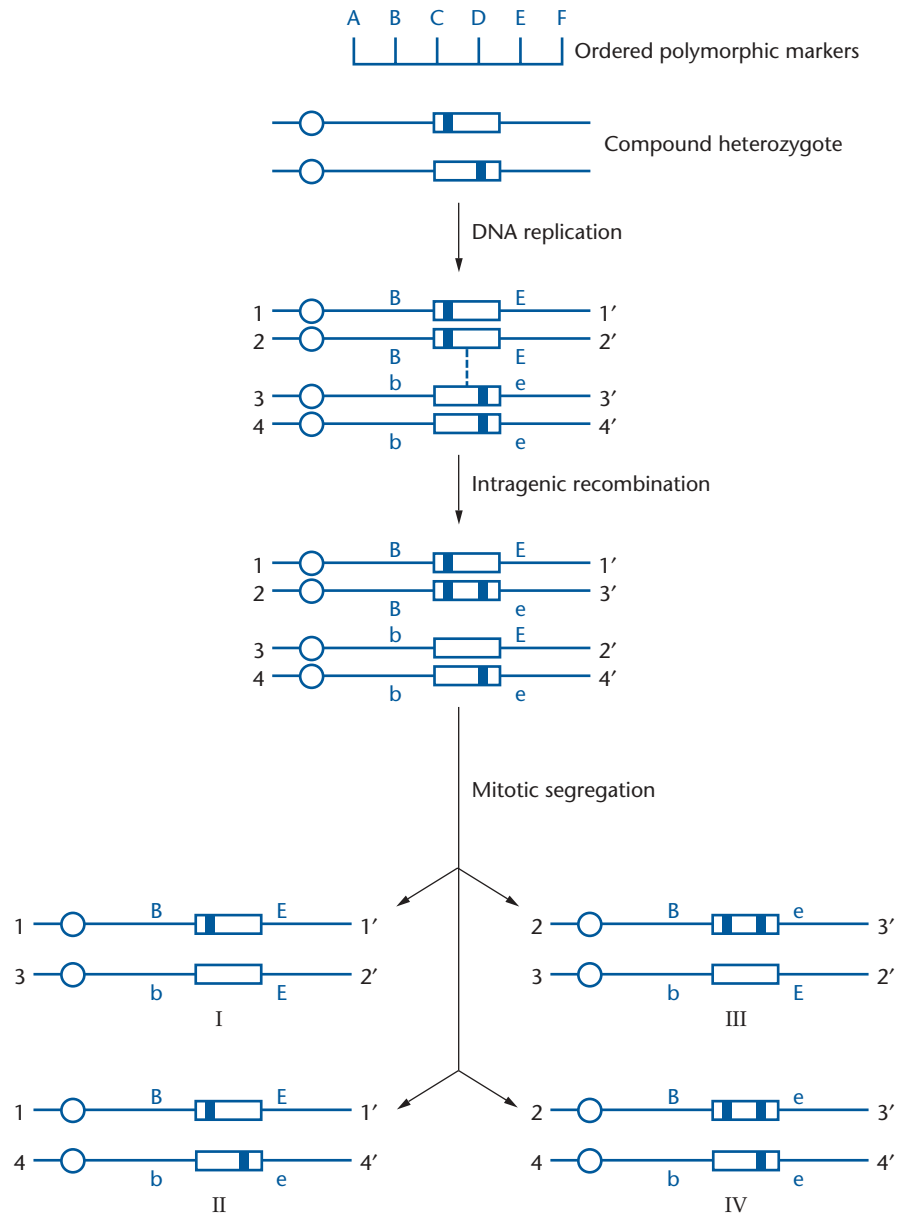 A B C D E F
Ordered polymorphic markers
Compound heterozygote
DNA replication
B E
1 1′
2 2′
B E
b e
3 3′
4 4′
b e
Intragenic recombination
B E
1 1′
2 3′
B e
b E
3 2′
4 4′
b e
Mitotic segregation
B E
1 1′
3 2′
b E
I
B e
2 3′
3 2′
b E
III
B E
1 1′
4 4′
b e
II
B e
2 3′
4 4′
b e
IV